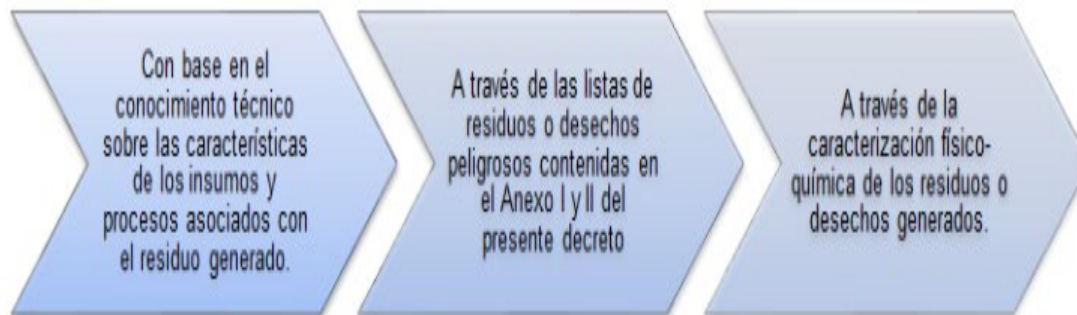 Con base en el
conocimiento técnico
sobre las características
de los insumos y
procesos asociados con
el residuo generado.
A través de las listas de
residuos o desechos
peligrosos contenidas en
el Anexo I y II del
presente decreto
A través de la
caracterización físico-
química de los residuos o
desechos generados.